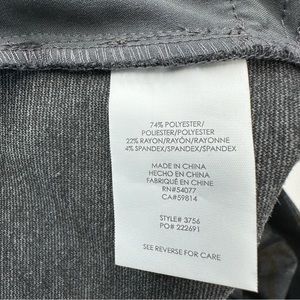 74% POLYESTER/
POLIESTER/POLYESTER
22% RAYON/RAYÓN/RAYONNE
4% SPANDEX/SPANDEX/SPANDEX
MADE IN CHINA
HECHO EN CHINA
FABRIQUÉ EN CHINE
RN#54077
CA#59814
STYLE# 3756
PO# 222691
SEE REVERSE FOR CARE